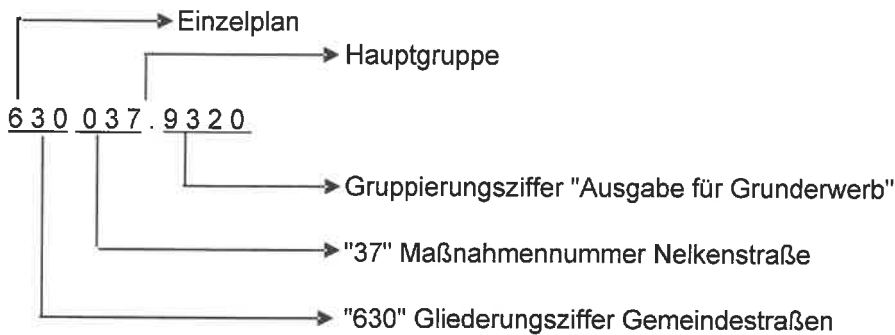 Einzelplan
Hauptgruppe
630 037.9320
Gruppierungsziffer "Ausgabe für Grunderwerb"
"37" Maßnahmennummer Nelkenstraße
"630" Gliederungsziffer Gemeindestraßen